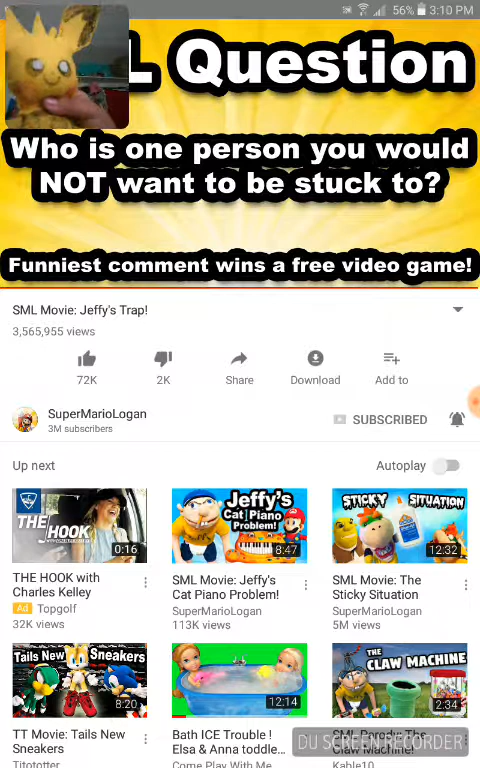 56% 3:10 PM
L Question
Who is one person you would
NOT want to be stuck to?
Funniest comment wins a free video game!
SML Movie: Jeffy's Trap!
3,565,955 views
72K 2K Share Download Add to
SuperMarioLogan
3M subscribers
SUBSCRIBED
Up next
Autoplay
THE HOOK
0:16
Jeffy's
Cat Piano
Problem!
8:47
STICKY SITUATION
12:32
THE HOOK with
Charles Kelley
Ad Topgolf
32K views
SML Movie: Jeffy's
Cat Piano Problem!
SuperMarioLogan
113K views
SML Movie: The
Sticky Situation
SuperMarioLogan
5M views
Tails New Sneakers
8:20
12:14
THE
CLAW MACHINE
2:34
TT Movie: Tails New
Sneakers
Titototter
Bath ICE Trouble !
Elsa & Anna toddle...
Come Play With Me
SML Parody: The
Claw Machine!
Kable10
DU SCREEN RECORDER